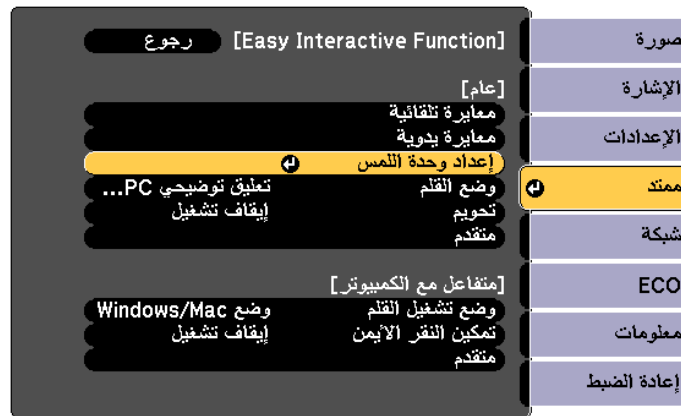 صورة
الإشارة
الإعدادات
ممتد
شبكة
ECO
معلومات
إعادة الضبط
[Easy Interactive Function] رجوع
[عام]
معايرة تلقائية
معايرة يدوية
إعداد وحدة اللمس
وضع القلم تعليق توضيحي PC...
تحويم إيقاف تشغيل
متقدم
[متفاعل مع الكمبيوتر]
وضع تشغيل القلم وضع Windows/Mac
تمكين النقر الأيمن إيقاف تشغيل
متقدم